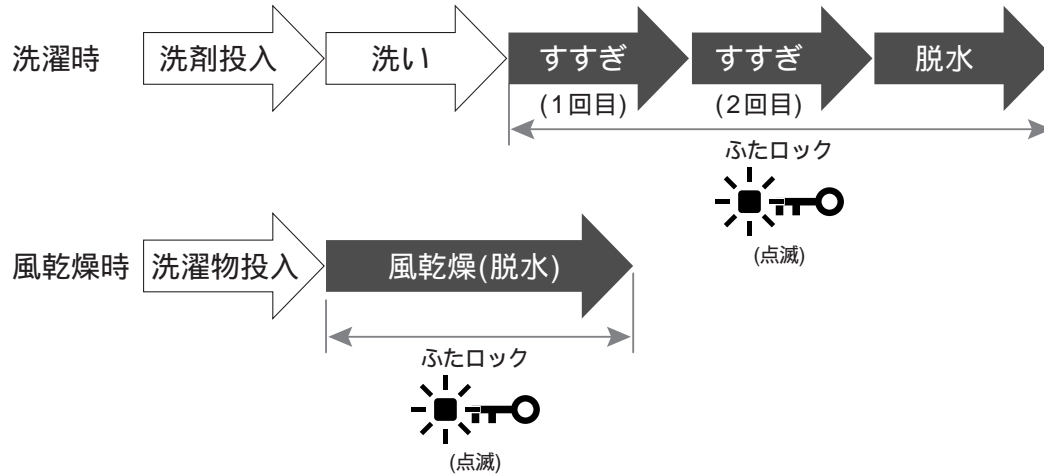 洗濯時 洗剤投入 洗い すすぎ すすぎ 脱水
(1回目) (2回目)
ふたロック
(点滅)
風乾燥時 洗濯物投入 風乾燥(脱水)
ふたロック
(点滅)